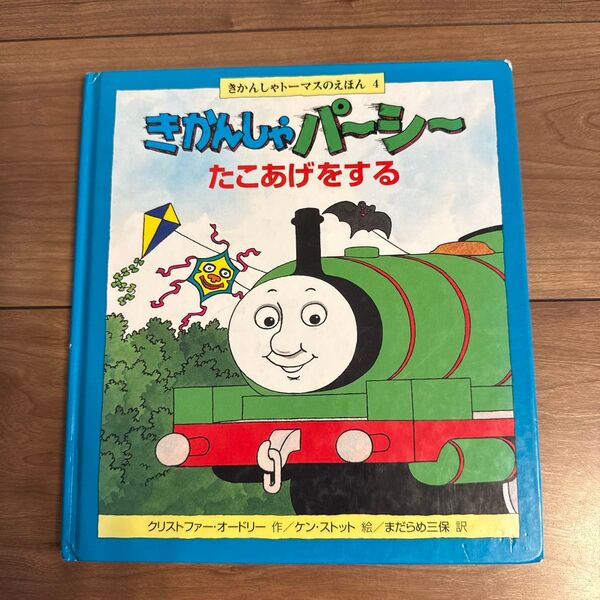 きかんしゃトーマスのえほん 4
きかんしゃパーシー
たこあげをする
クリストファー・オードリー 作／ケン・ストット 絵／まだらめ三保 訳